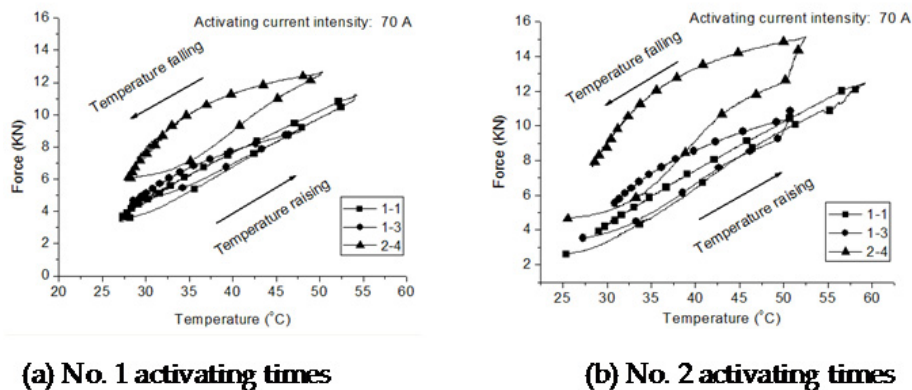 Activating current intensity: 70 A
16
14
12
10
8
6
4
2
0
Force (KN)
Temperature falling
Temperature raising
1-1
1-3
2-4
20 25 30 35 40 45 50 55 60
Temperature (°C)
(a) No. 1 activating times
Activating current intensity: 70 A
16
14
12
10
8
6
4
2
Force (KN)
Temperature falling
Temperature raising
1-1
1-3
2-4
25 30 35 40 45 50 55 60
Temperature (°C)
(b) No. 2 activating times